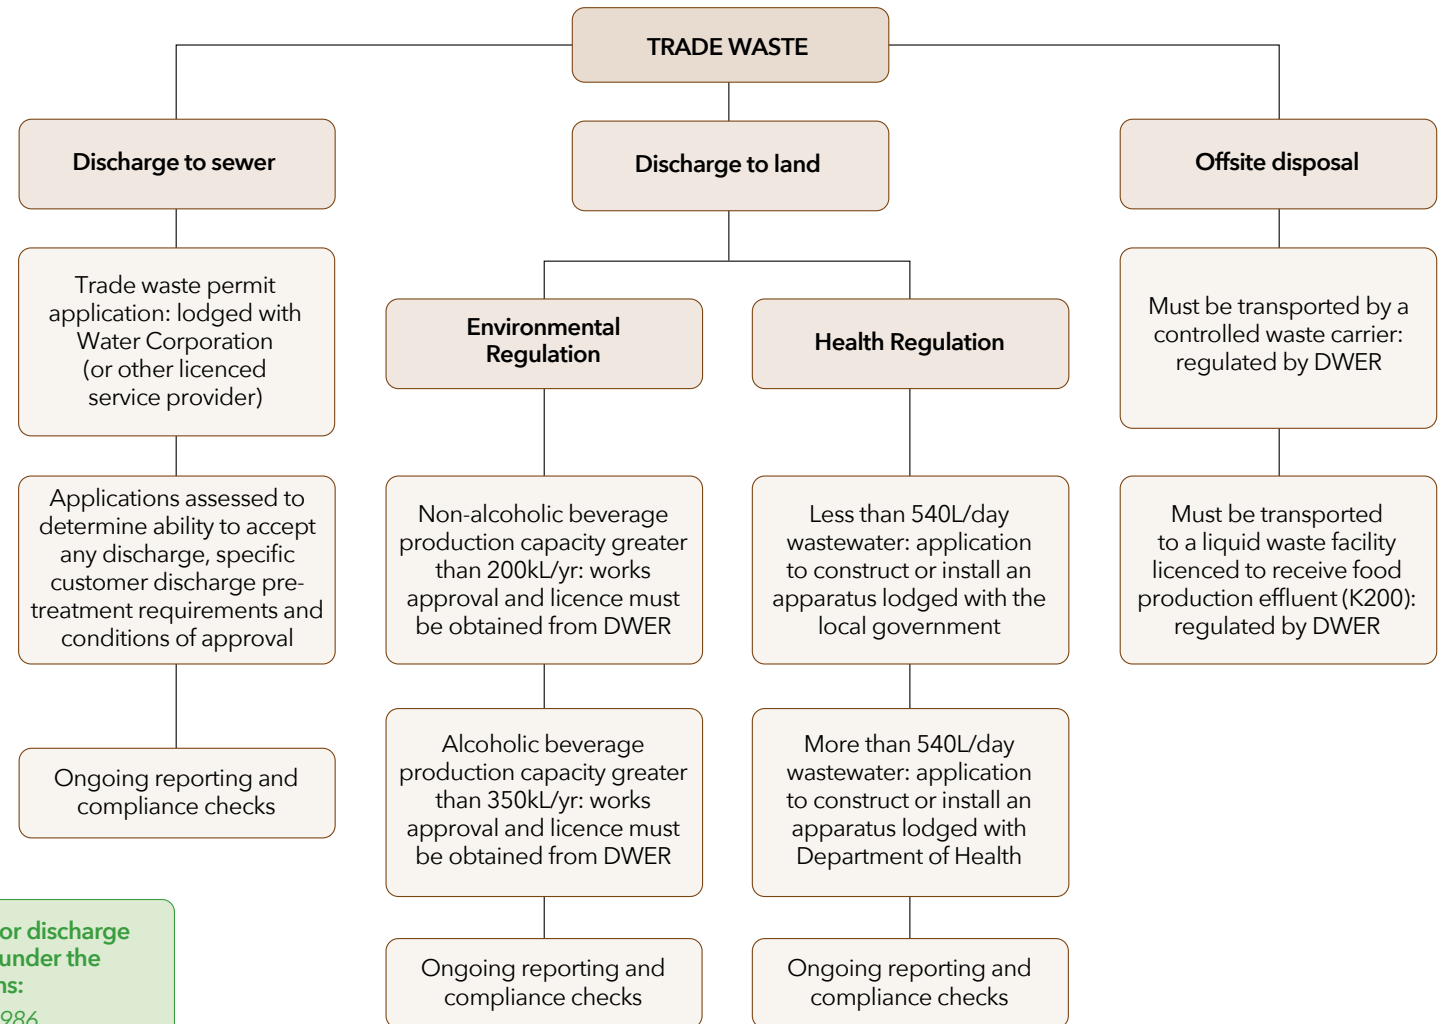 TRADE WASTE
Discharge to sewer
Trade waste permit
application: lodged with
Water Corporation
(or other licenced
service provider)
Applications assessed to
determine ability to accept
any discharge, specific
customer discharge pre-
treatment requirements and
conditions of approval
Ongoing reporting and
compliance checks
Discharge to land
Environmental
Regulation
Non-alcoholic beverage
production capacity greater
than 200kL/yr: works
approval and licence must
be obtained from DWER
Alcoholic beverage
production capacity greater
than 350kL/yr: works
approval and licence must
be obtained from DWER
Ongoing reporting and
compliance checks
Health Regulation
Less than 540L/day
wastewater: application
to construct or install an
apparatus lodged with the
local government
More than 540L/day
wastewater: application
to construct or install an
apparatus lodged with
Department of Health
Ongoing reporting and
compliance checks
Offsite disposal
Must be transported by a
controlled waste carrier:
regulated by DWER
Must be transported
to a liquid waste facility
licenced to receive food
production effluent (K200):
regulated by DWER
or discharge
under the